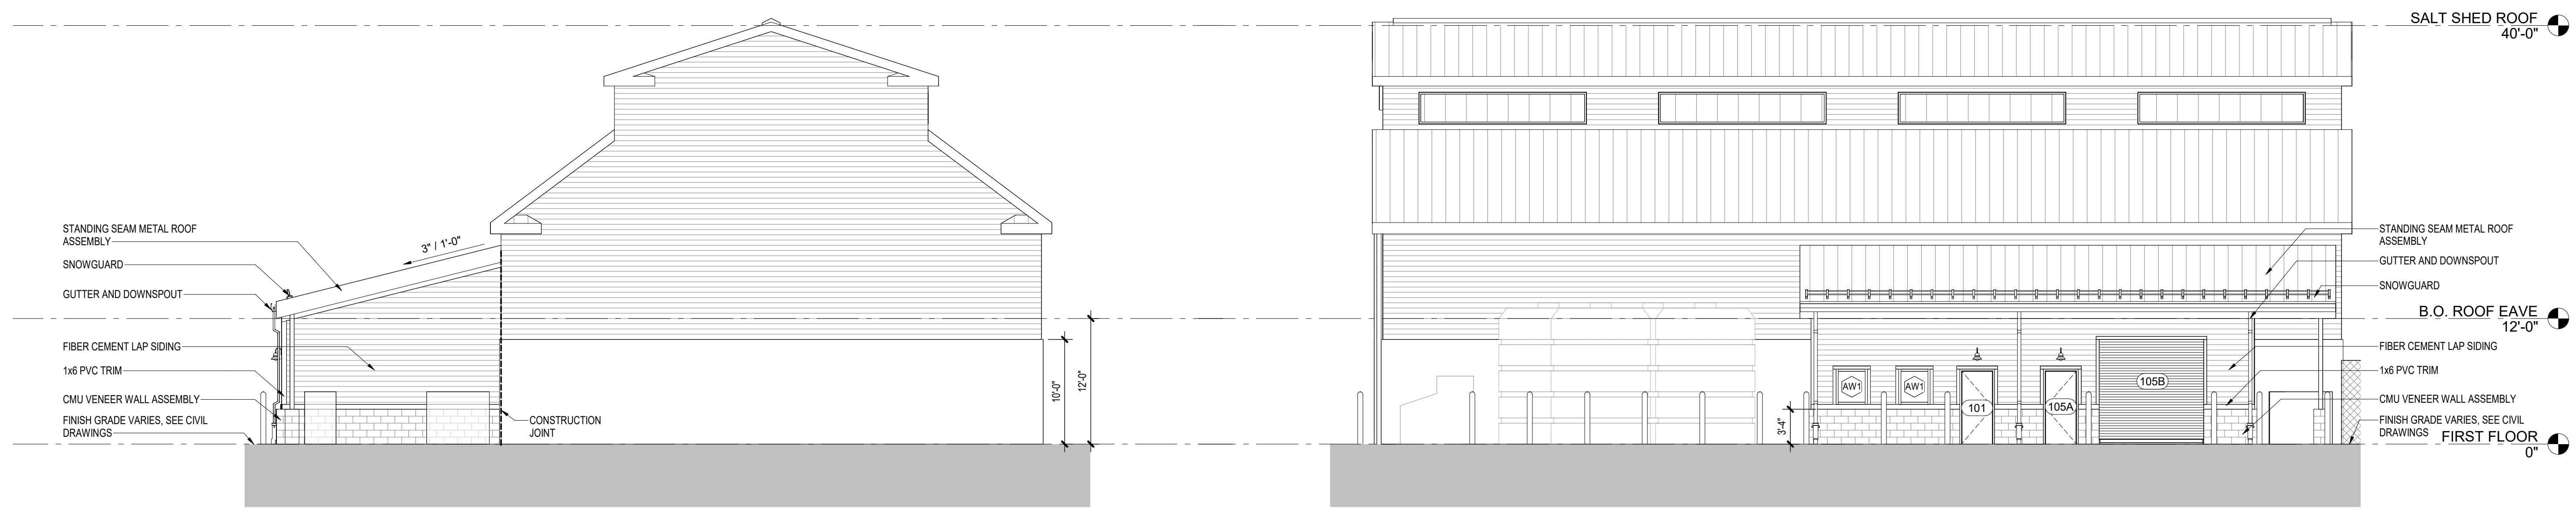 SALT SHED ROOF
40'-0"
STANDING SEAM METAL ROOF
ASSEMBLY
SNOWGUARD
GUTTER AND DOWNSPOUT
FIBER CEMENT LAP SIDING
1x6 PVC TRIM
CMU VENEER WALL ASSEMBLY
FINISH GRADE VARIES, SEE CIVIL
DRAWINGS
3" / 1'-0"
CONSTRUCTION
JOINT
10'-0"
12'-0"
3'-4"
AW1
AW1
101
105A
105B
STANDING SEAM METAL ROOF
ASSEMBLY
GUTTER AND DOWNSPOUT
SNOWGUARD
B.O. ROOF EAVE
12'-0"
FIBER CEMENT LAP SIDING
1x6 PVC TRIM
CMU VENEER WALL ASSEMBLY
FINISH GRADE VARIES, SEE CIVIL
DRAWINGS
FIRST FLOOR
0"